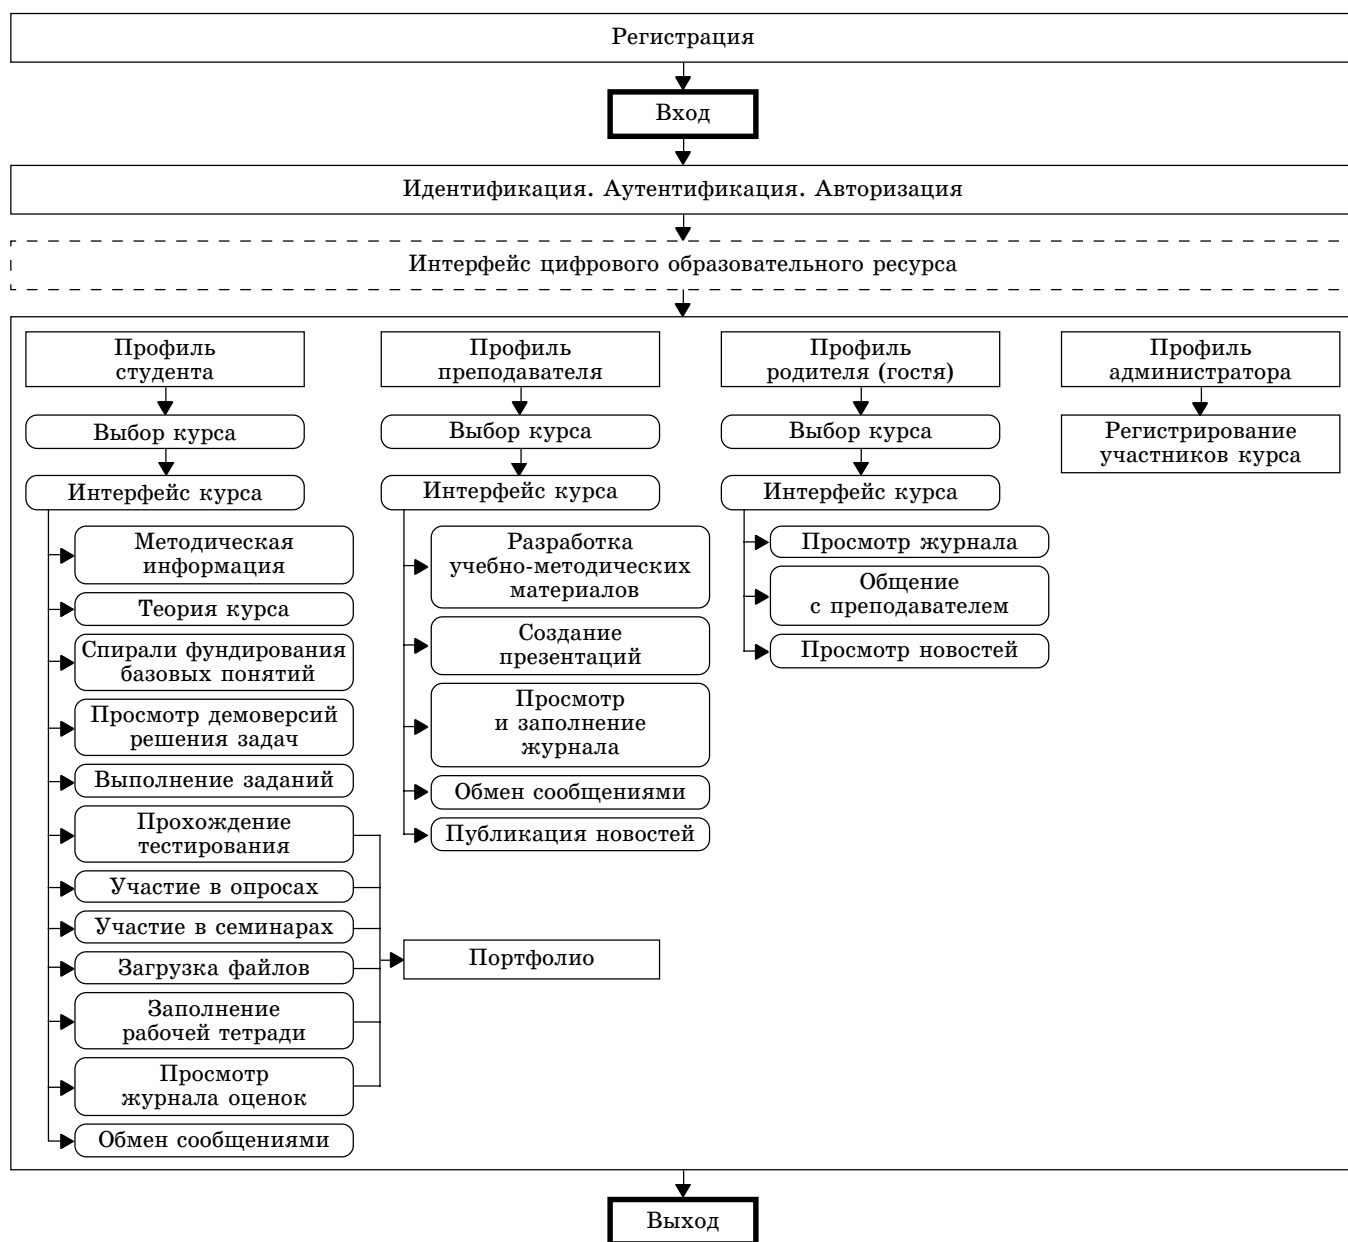 Регистрация
Вход
Идентификация. Аутентификация. Авторизация
Интерфейс цифрового образовательного ресурса
Профиль
студента
Выбор курса
Интерфейс курса
Методическая
информация
Теория курса
Спирали фундирования
базовых понятий
Просмотр демоверсий
решения задач
Выполнение заданий
Прохождение
тестирования
Участие в опросах
Участие в семинарах
Загрузка файлов
Заполнение
рабочей тетради
Просмотр
журнала оценок
Обмен сообщениями
Портфолио
Профиль
преподавателя
Выбор курса
Интерфейс курса
Разработка
учебно-методических
материалов
Создание
презентаций
Просмотр
и заполнение
журнала
Обмен сообщениями
Публикация новостей
Профиль
родителя (гостя)
Выбор курса
Интерфейс курса
Просмотр журнала
Общение
с преподавателем
Просмотр новостей
Профиль
администратора
Регистрирование
участников курса
Выход